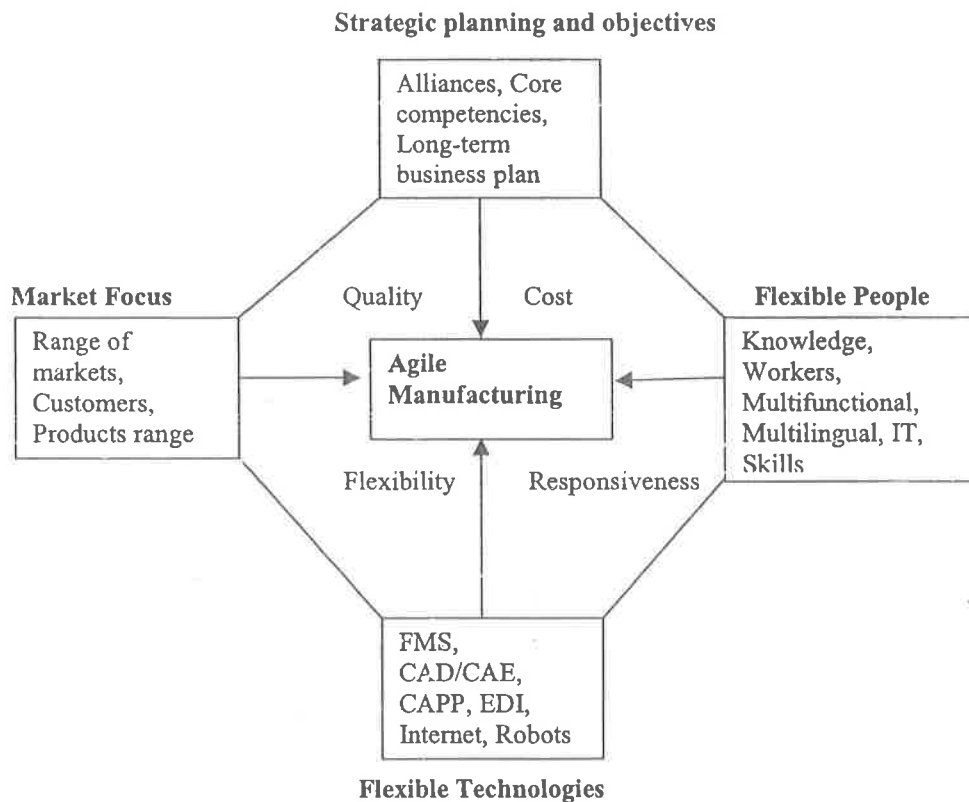 Strategic planning and objectives
Alliances, Core
competencies,
Long-term
business plan
Market Focus
Quality
Cost
Flexible People
Range of
markets,
Customers,
Products range
Agile
Manufacturing
Knowledge,
Workers,
Multifunctional,
Multilingual, IT,
Skills
Flexibility
Responsiveness
FMS,
CAD/CAE,
CAPP, EDI,
Internet, Robots
Flexible Technologies